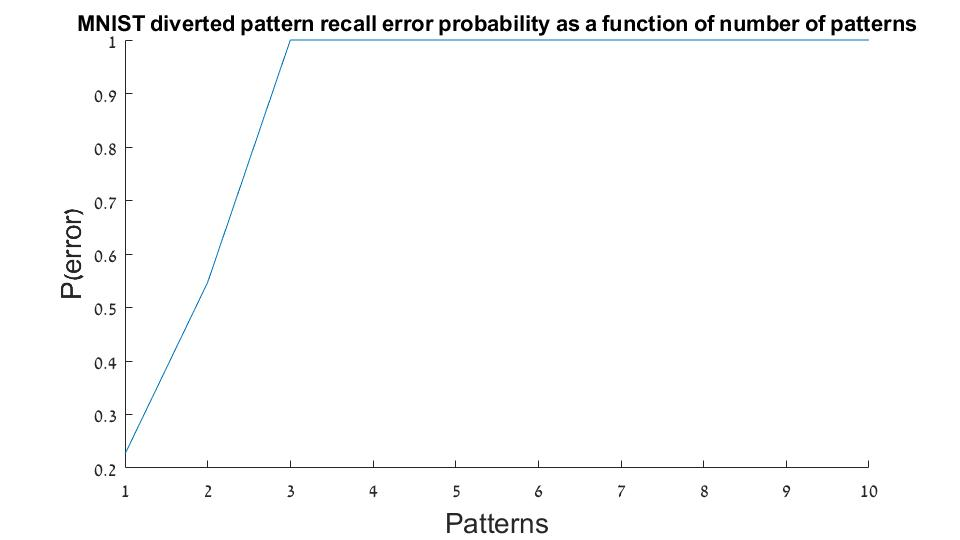 MNIST diverted pattern recall error probability as a function of number of patterns
1
0.9
0.8
0.7
0.6
0.5
0.4
0.3
0.2
P(error)
1 2 3 4 5 6 7 8 9 10
Patterns